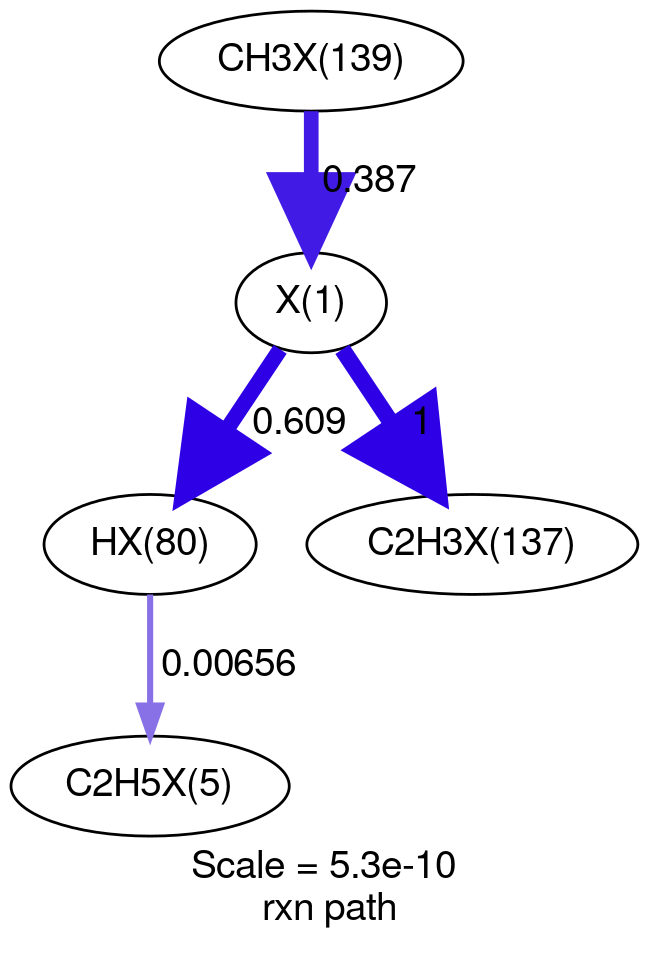 CH3X(139)
0.387
X(1)
0.609
1
HX(80)
C2H3X(137)
0.00656
C2H5X(5)
Scale = 5.3e-10
rxn path